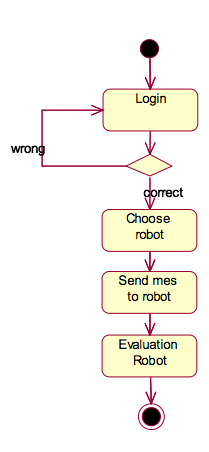 Login
wrong
correct
Choose
robot
Send mes
to robot
Evaluation
Robot